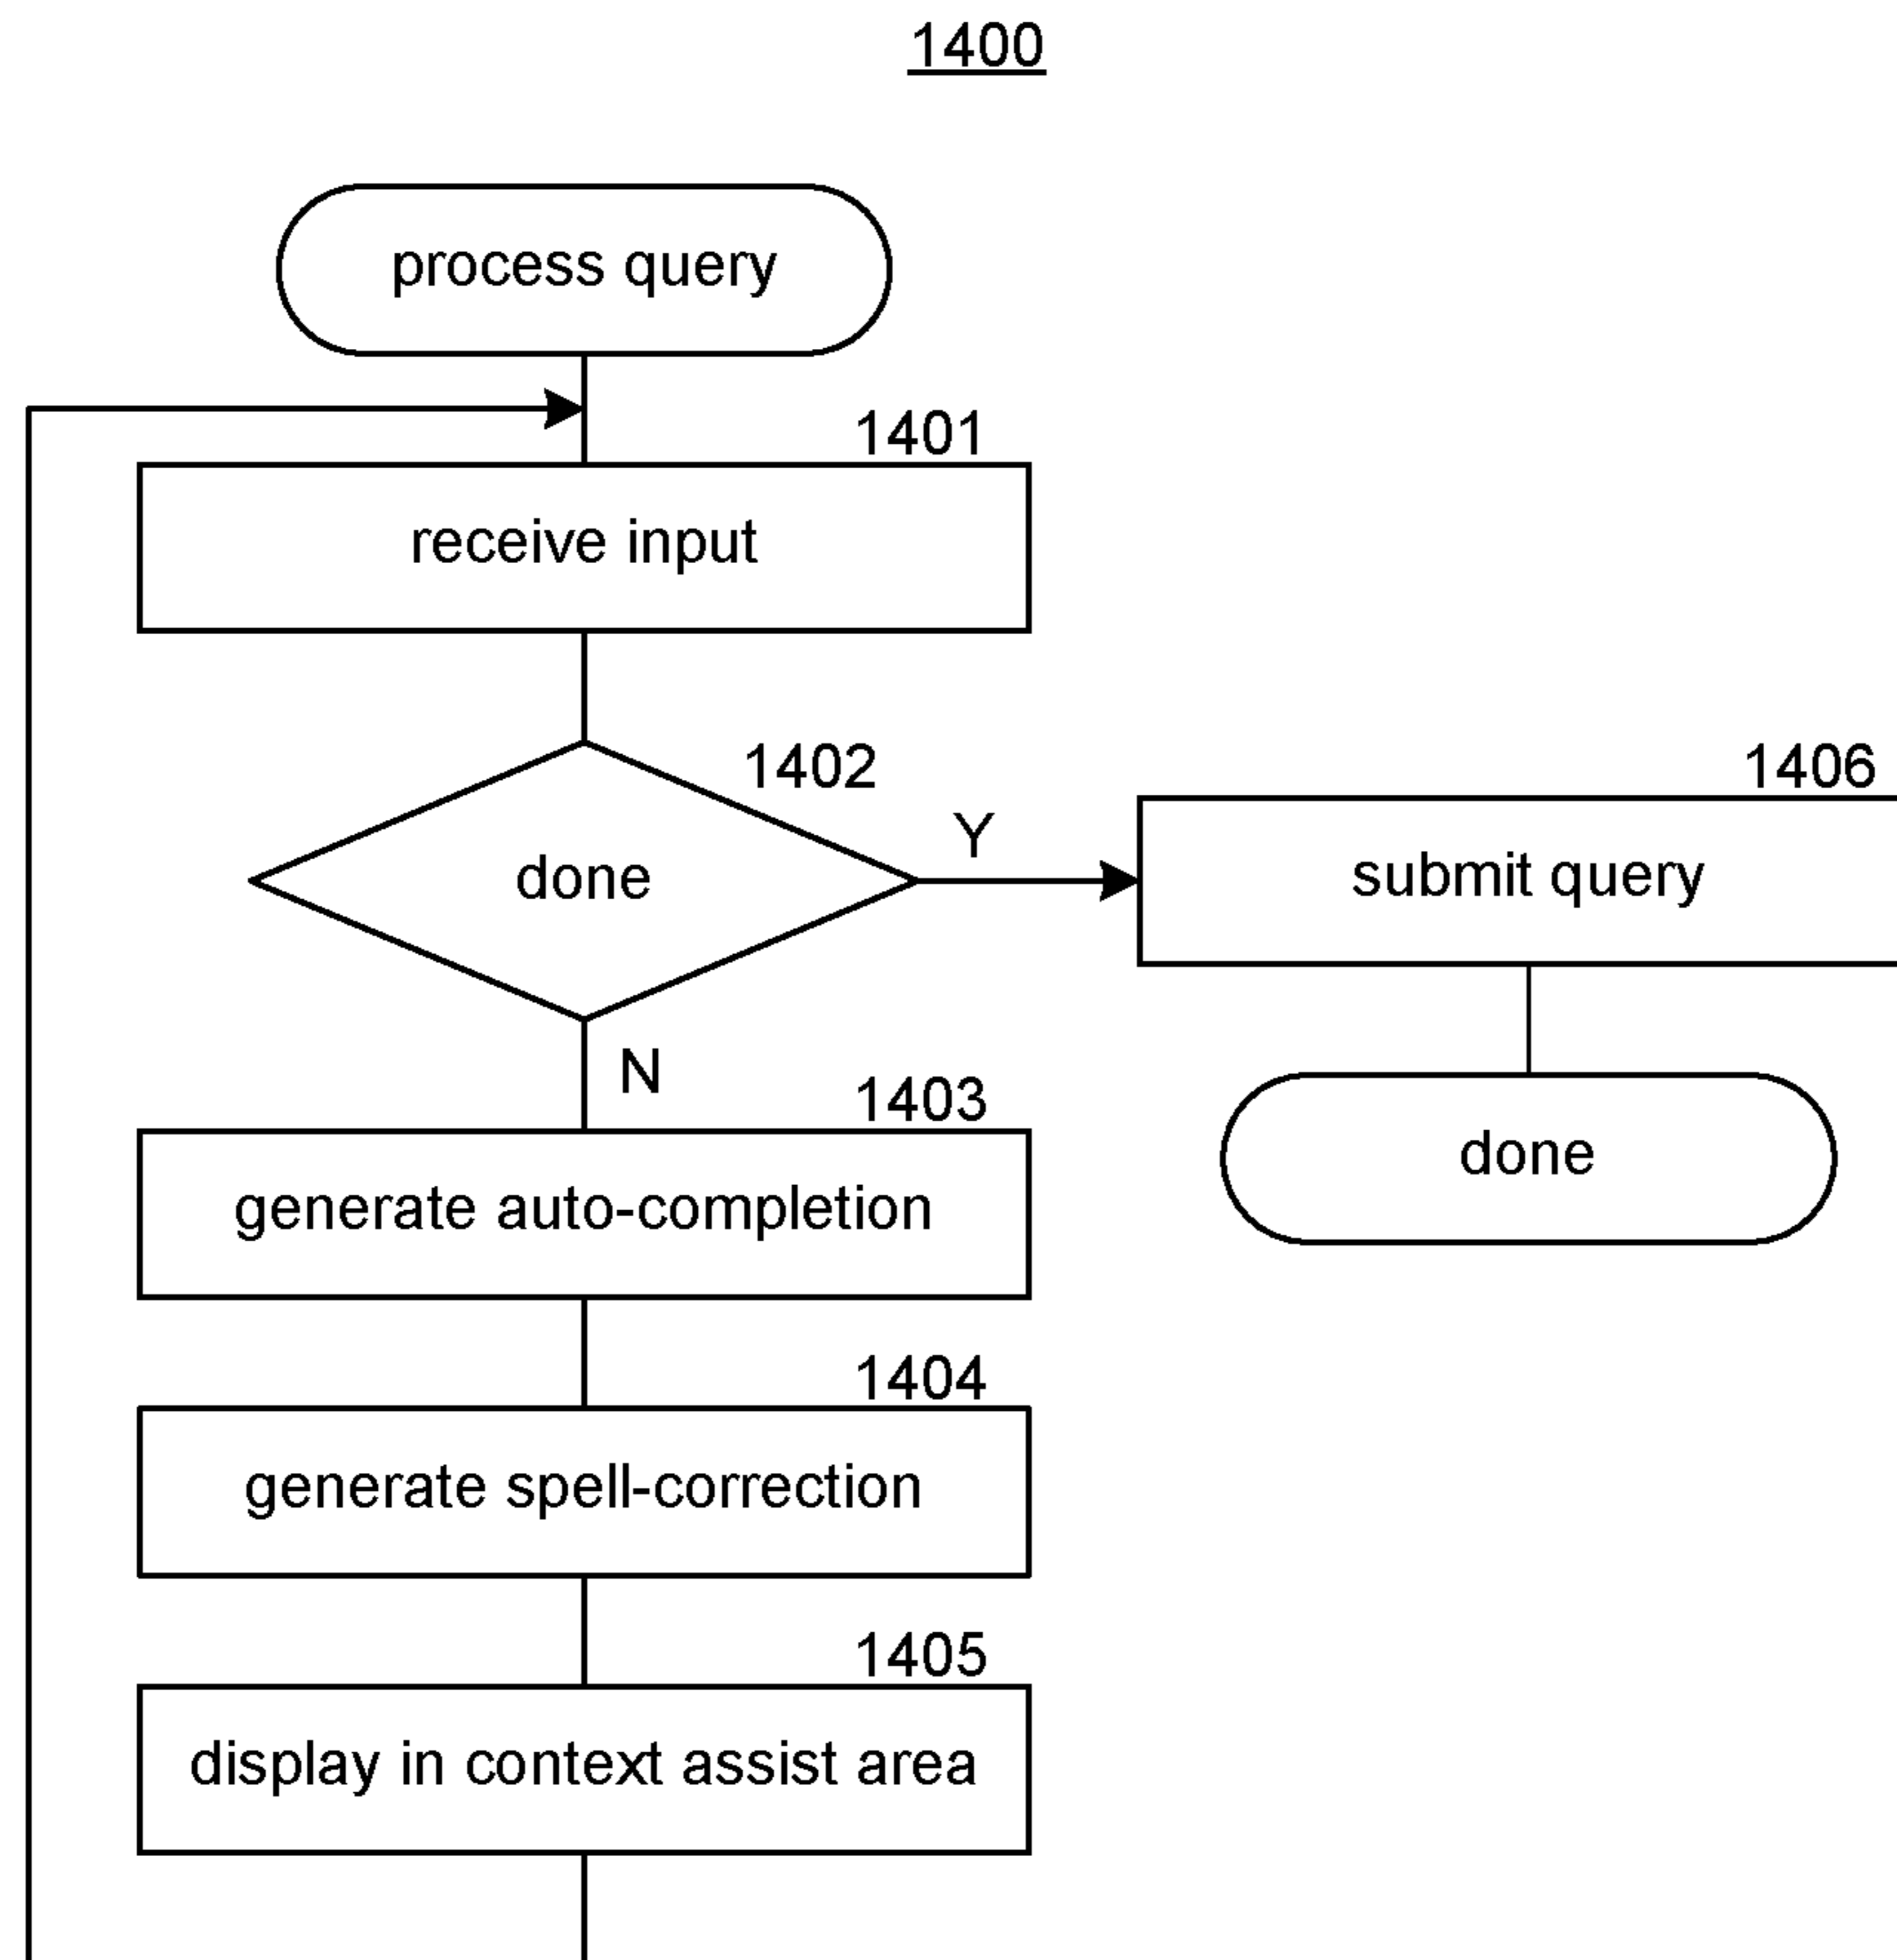 1400
process query
1401
receive input
1402
done
Y
1406
submit query
N
1403
generate auto-completion
done
1404
generate spell-correction
1405
display in context assist area